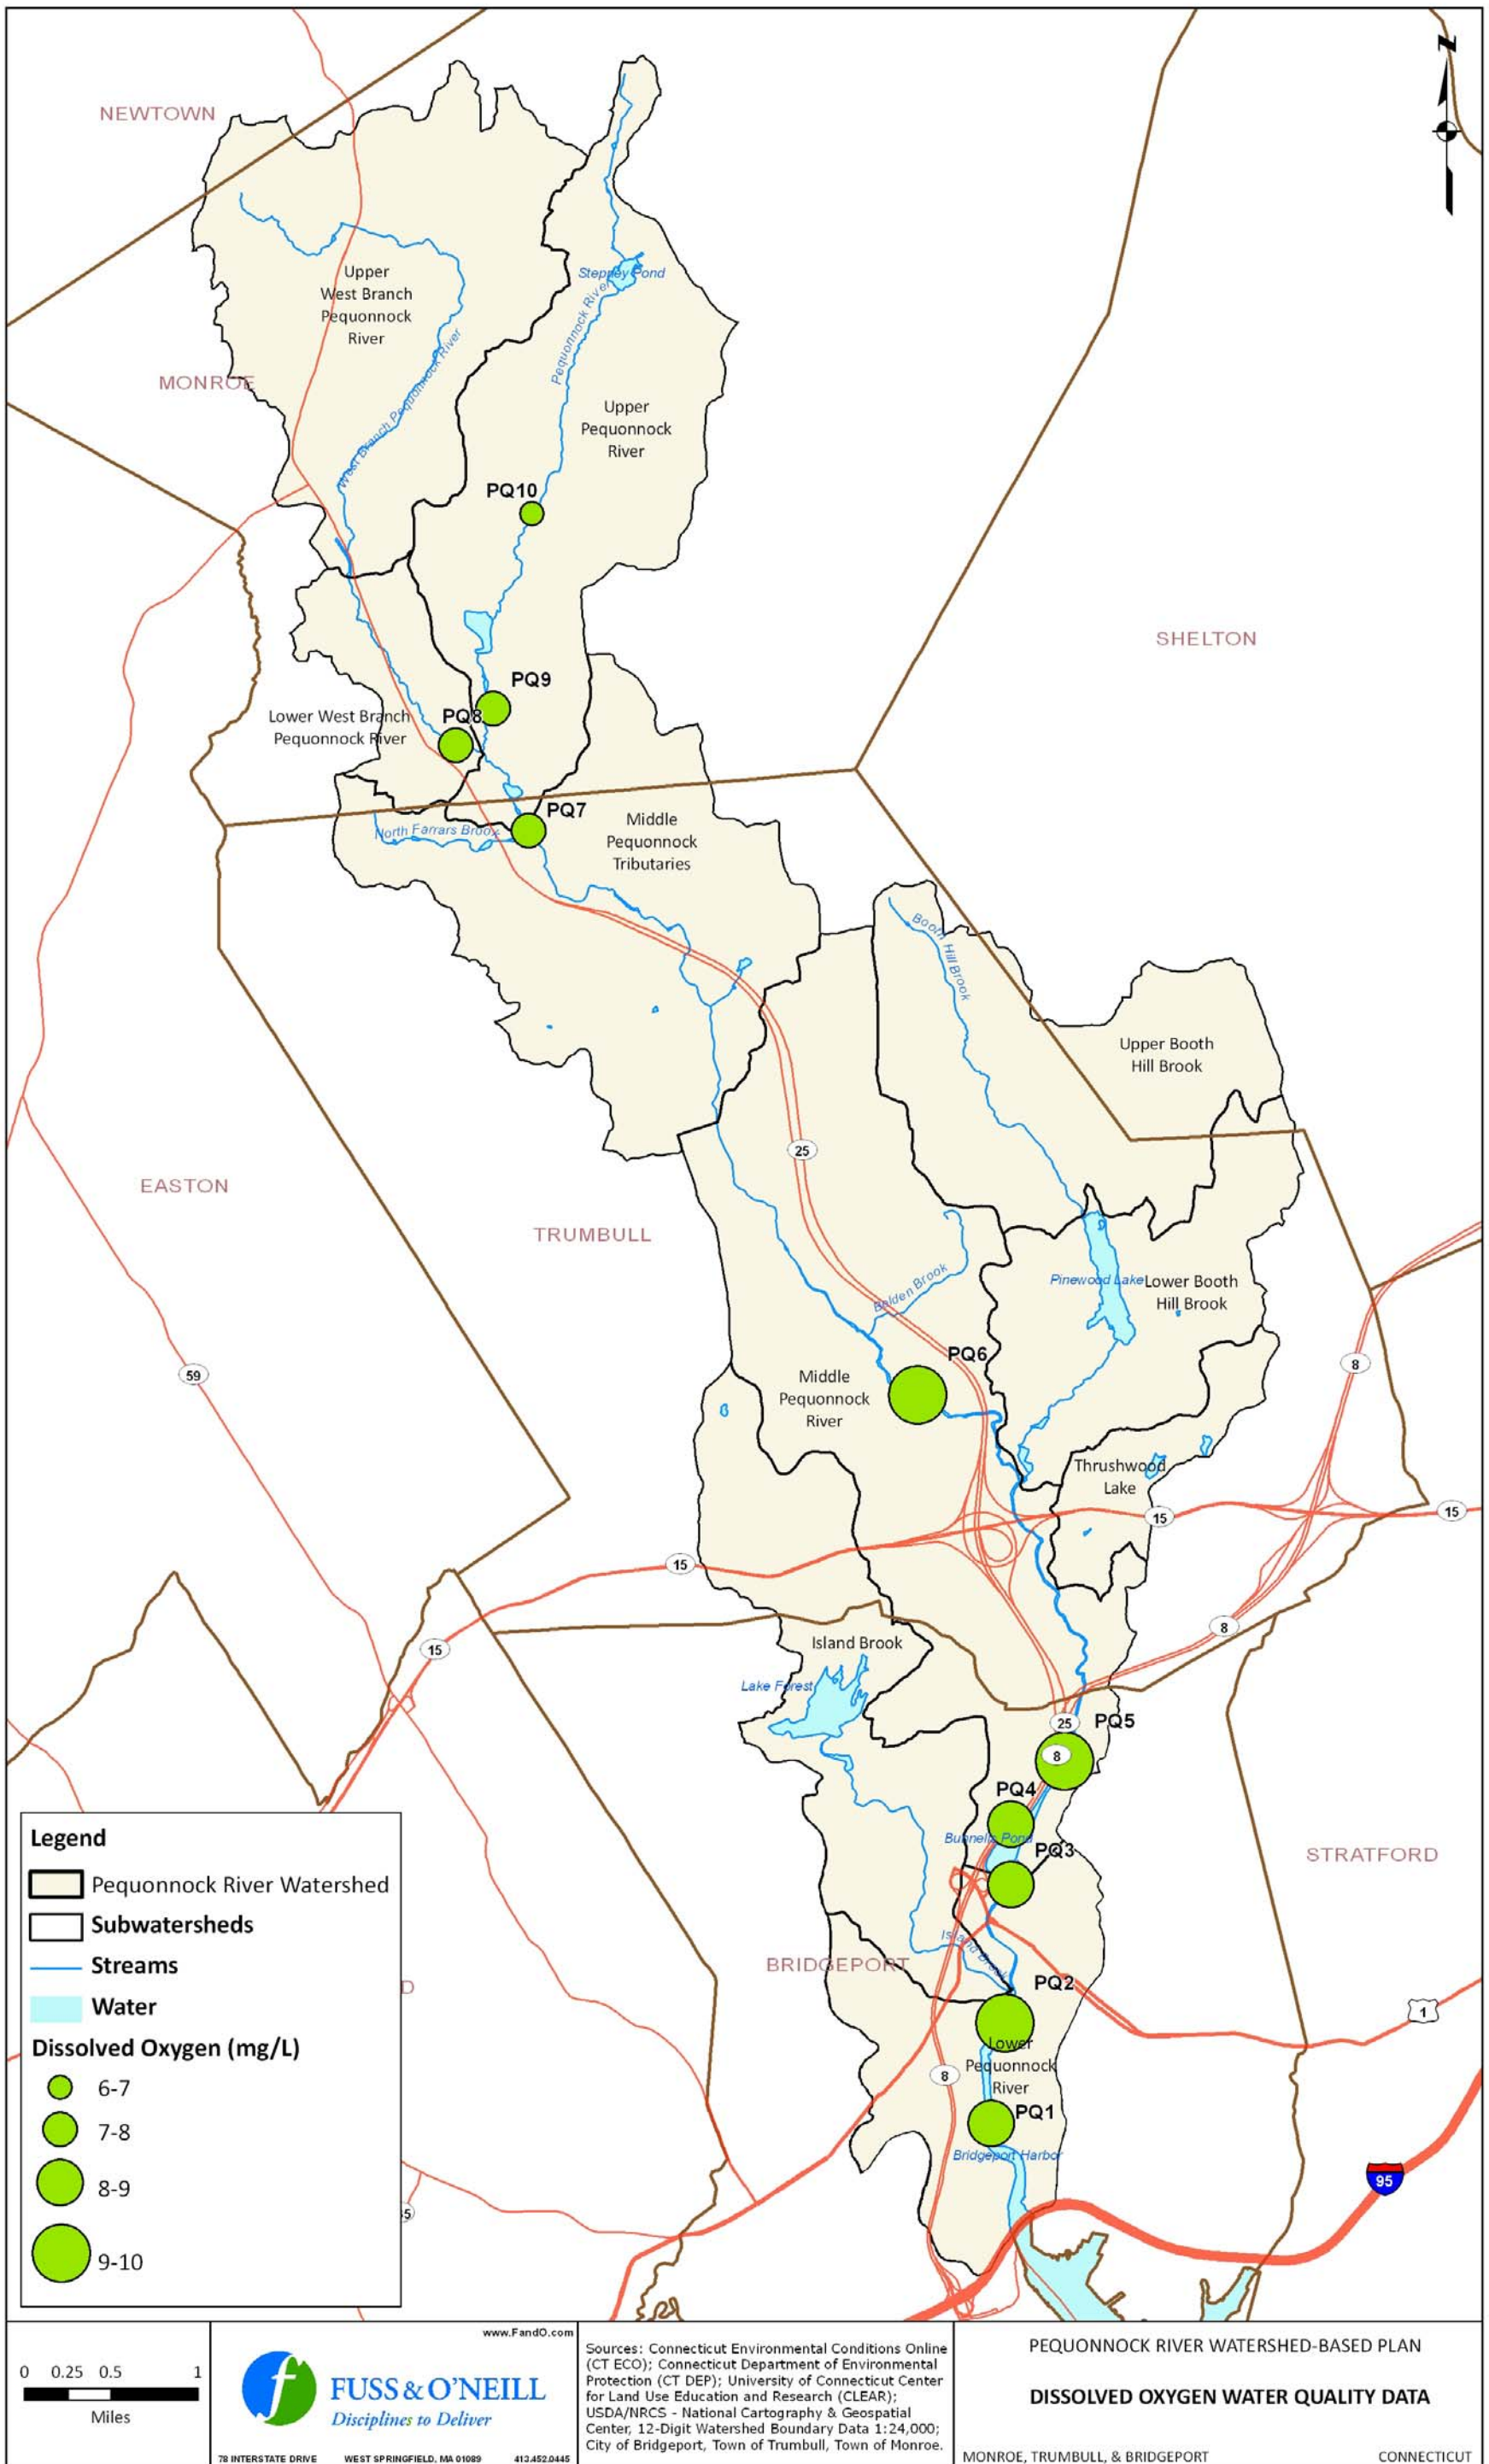 N
NEWTOWN
Upper
West Branch
Pequonnock
River
Steppey Pond
Pequonnock River
West Branch Pequonnock River
MONROE
Upper
Pequonnock
River
PQ10
SHELTON
PQ9
Lower West Branch
Pequonnock River
PQ8
PQ7
North Farrars Brook
Middle
Pequonnock
Tributaries
Booth Hill Brook
Upper Booth
Hill Brook
25
EASTON
TRUMBULL
Pinewood Lake
Lower Booth
Hill Brook
Belden Brook
PQ6
8
59
Middle
Pequonnock
River
Thrushwood
Lake
15
15
15
15
8
Island Brook
Lake Forest
25
PQ5
8
PQ4
Bunnells Pond
PQ3
STRATFORD
Island Brook
BRIDGEPORT
D
PQ2
1
Lower
Pequonnock
River
8
PQ1
Bridgeport Harbor
95
5
Legend
Pequonnock River Watershed
Subwatersheds
Streams
Water
Dissolved Oxygen (mg/L)
6-7
7-8
8-9
9-10
0 0.25 0.5 1
Miles
www.FandO.com
f
FUSS & O'NEILL
Disciplines to Deliver
78 INTERSTATE DRIVE WEST SPRINGFIELD, MA 01089 413.452.0445
Sources: Connecticut Environmental Conditions Online
(CT ECO); Connecticut Department of Environmental
Protection (CT DEP); University of Connecticut Center
for Land Use Education and Research (CLEAR);
USDA/NRCS - National Cartography & Geospatial
Center, 12-Digit Watershed Boundary Data 1:24,000;
City of Bridgeport, Town of Trumbull, Town of Monroe.
PEQUONNOCK RIVER WATERSHED-BASED PLAN
DISSOLVED OXYGEN WATER QUALITY DATA
MONROE, TRUMBULL, & BRIDGEPORT CONNECTICUT